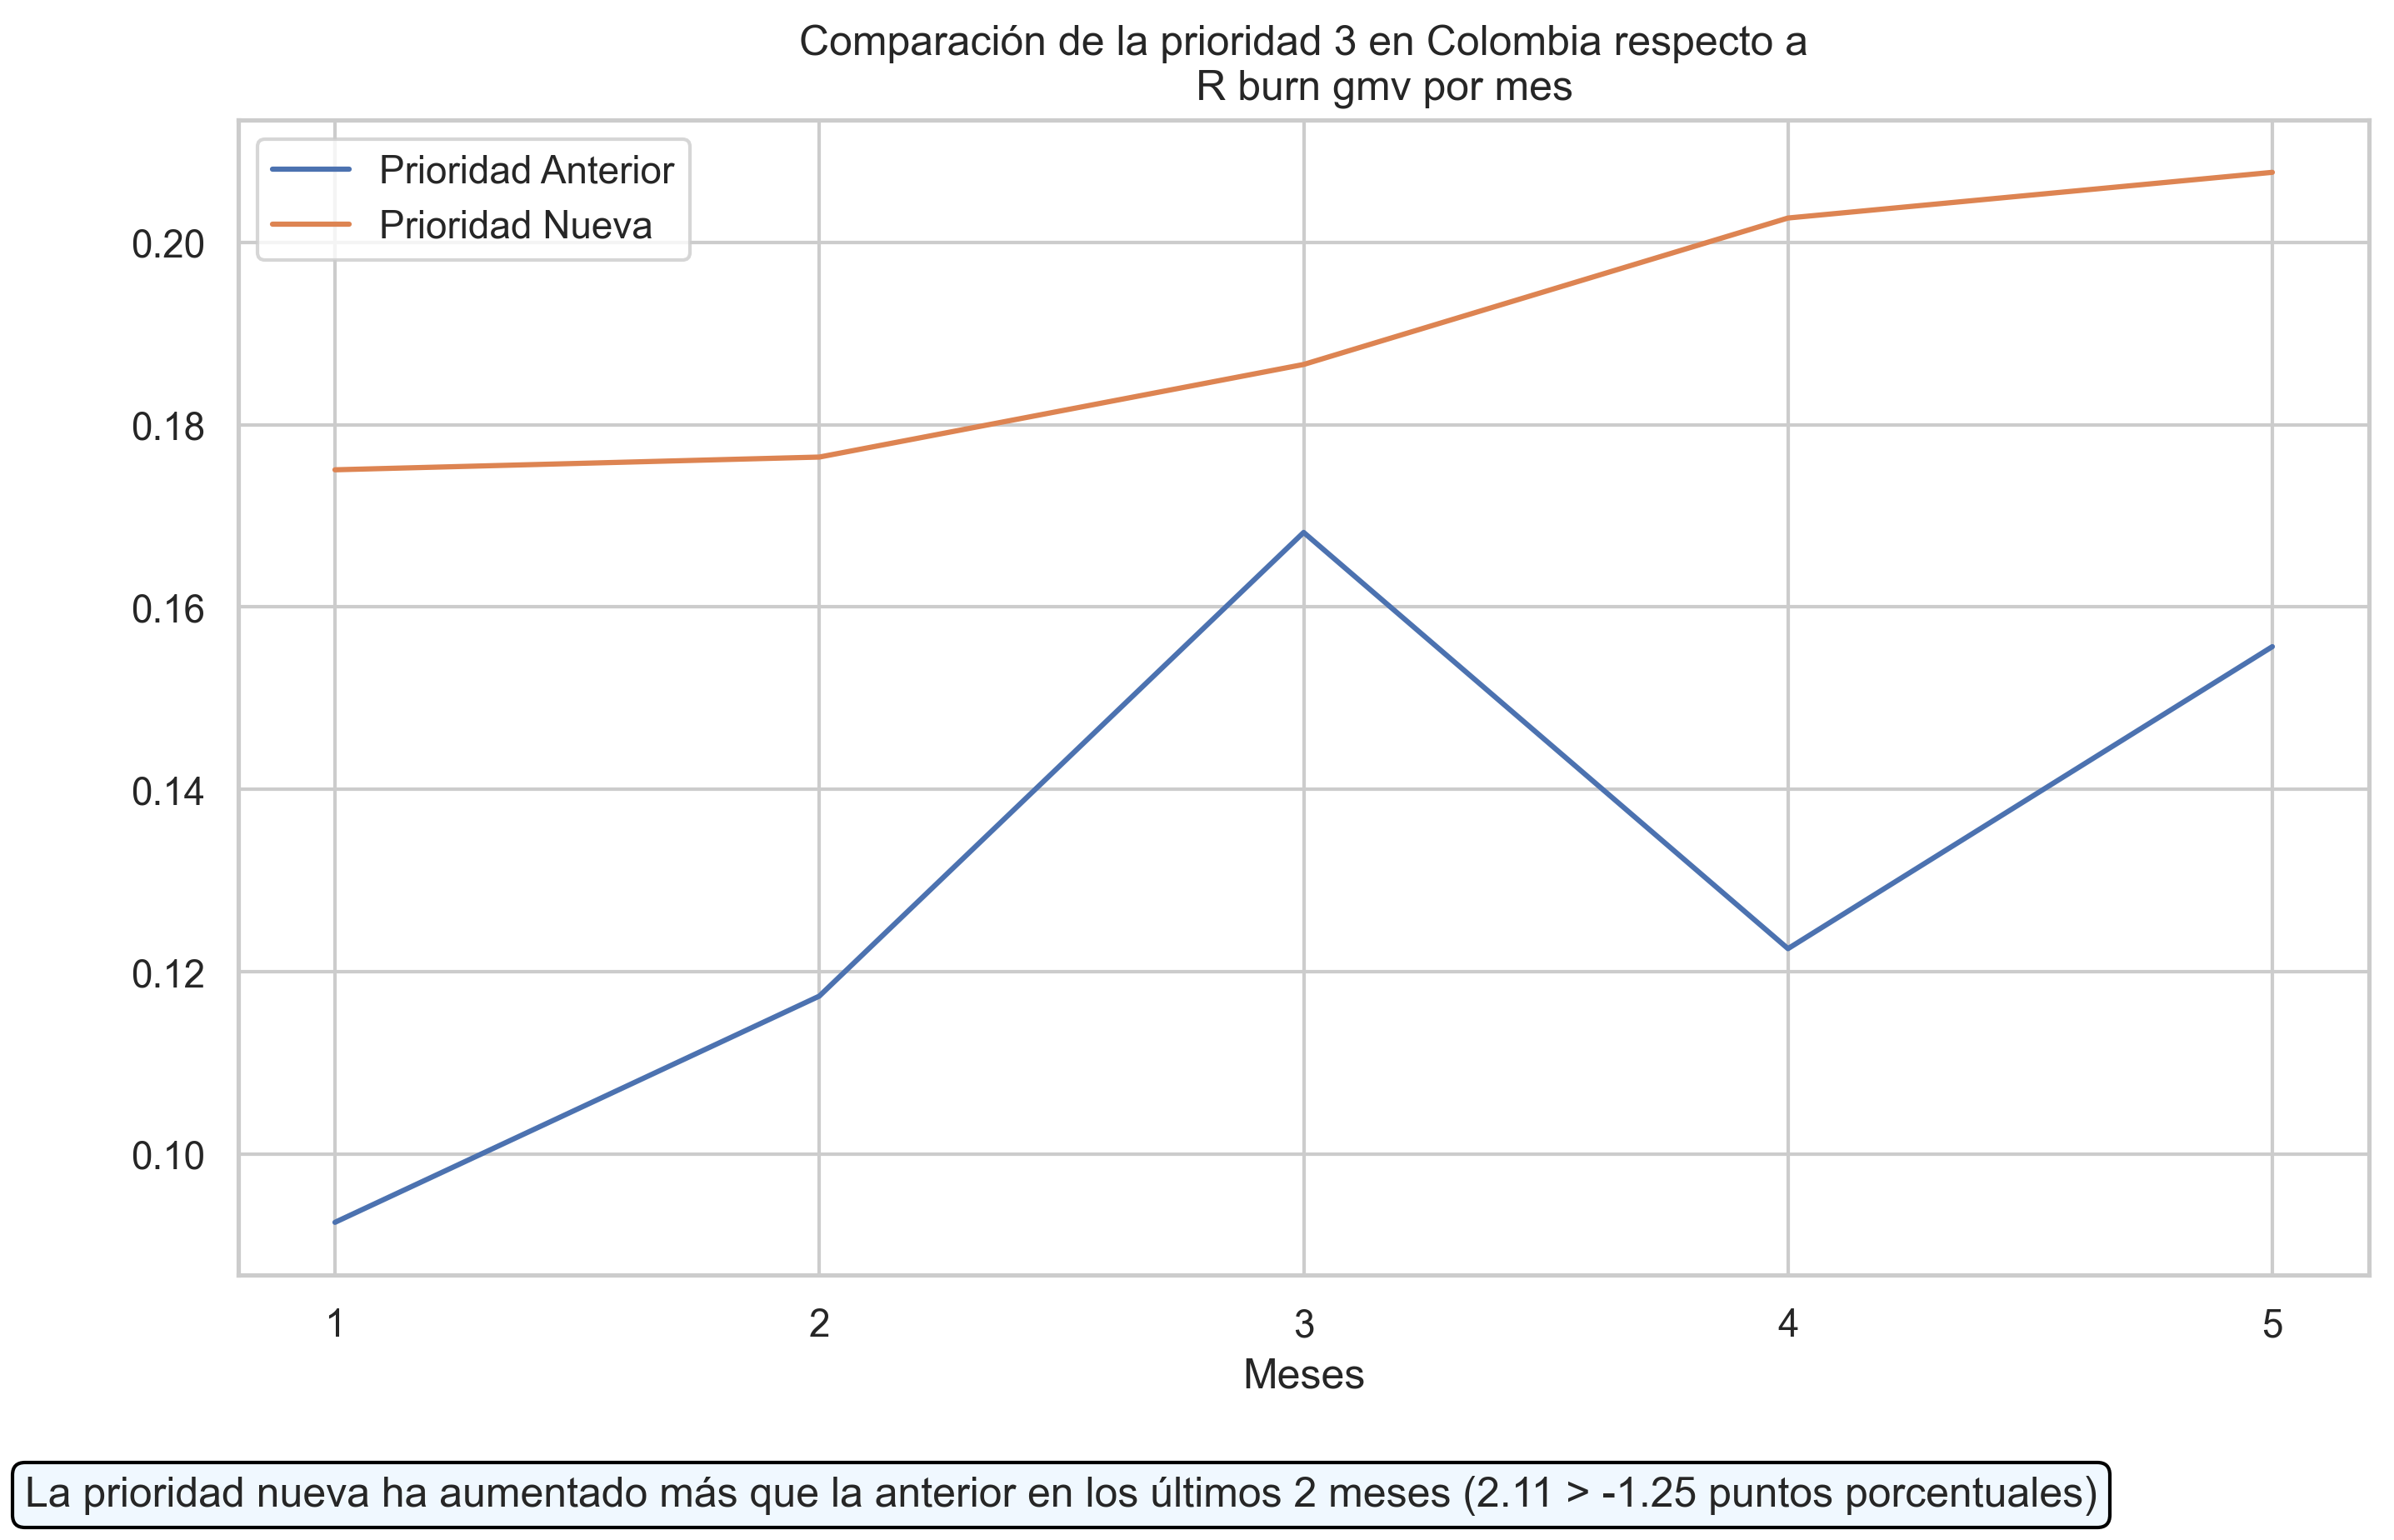 Comparación de la prioridad 3 en Colombia respecto a
R burn gmv por mes
Prioridad Anterior
Prioridad Nueva
0.20
0.18
0.16
0.14
0.12
0.10
1 2 3 4 5
Meses
La prioridad nueva ha aumentado más que la anterior en los últimos 2 meses (2.11 > -1.25 puntos porcentuales)